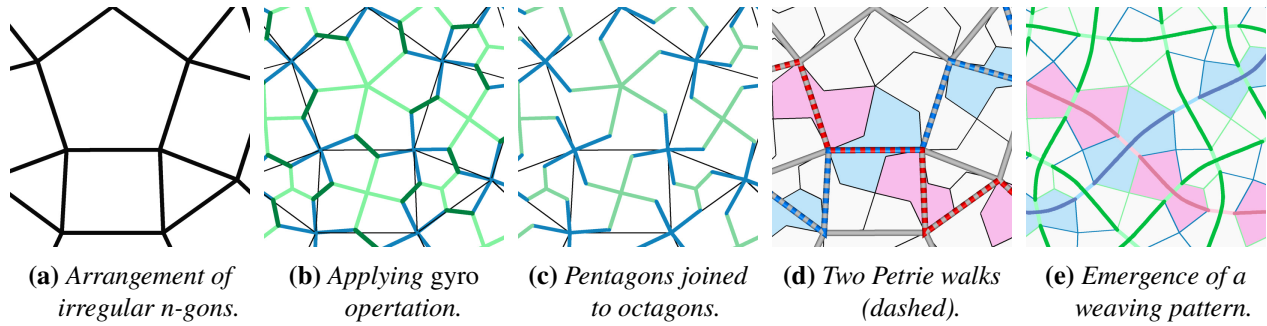 (a) Arrangement of
irregular n-gons.
(b) Applying gyro
opertation.
(c) Pentagons joined
to octagons.
(d) Two Petrie walks
(dashed).
(e) Emergence of a
weaving pattern.